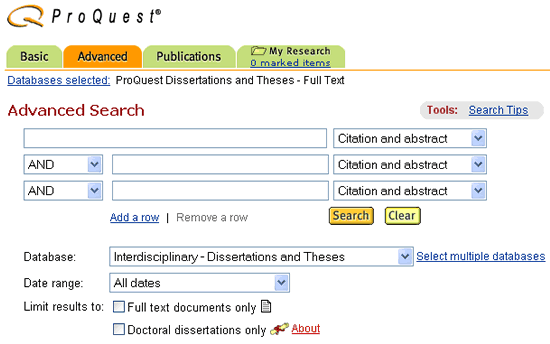 ProQuest®
Basic Advanced Publications My Research
0 marked items
Databases selected: ProQuest Dissertations and Theses - Full Text
Advanced Search Tools: Search Tips
Citation and abstract
AND Citation and abstract
AND Citation and abstract
Add a row | Remove a row Search Clear
Database: Interdisciplinary - Dissertations and Theses Select multiple databases
Date range: All dates
Limit results to: Full text documents only
Doctoral dissertations only About